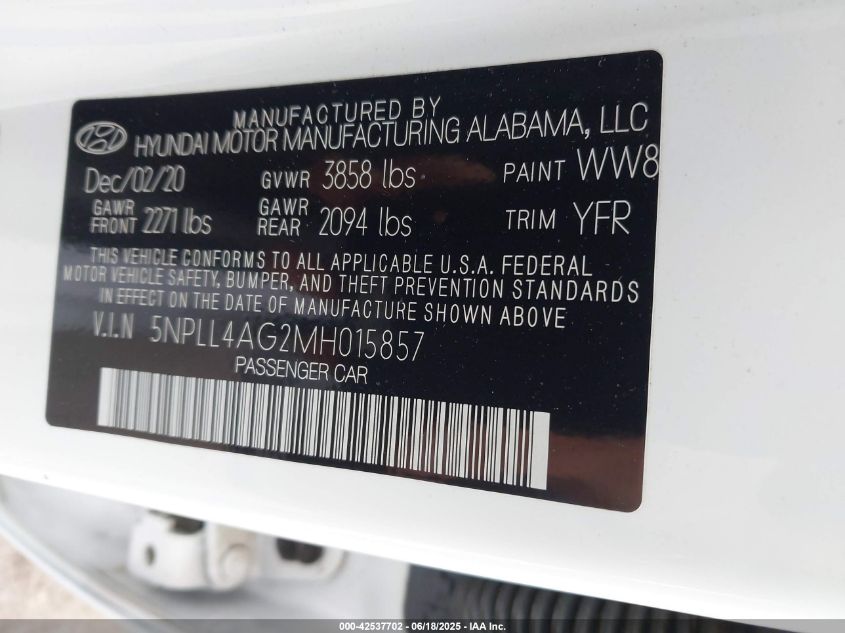 MANUFACTURED BY
HYUNDAI MOTOR MANUFACTURING ALABAMA, LLC
Dec/02/20 GVWR 3858 lbs PAINT WW8
GAWR FRONT 2271 lbs GAWR REAR 2094 lbs TRIM YFR
THIS VEHICLE CONFORMS TO ALL APPLICABLE U.S.A. FEDERAL
MOTOR VEHICLE SAFETY, BUMPER, AND THEFT PREVENTION STANDARDS
IN EFFECT ON THE DATE OF MANUFACTURE SHOWN ABOVE
V.I.N 5NPLL4AG2MH015857
PASSENGER CAR
000-42537702 - 06/18/2025 - IAA Inc.